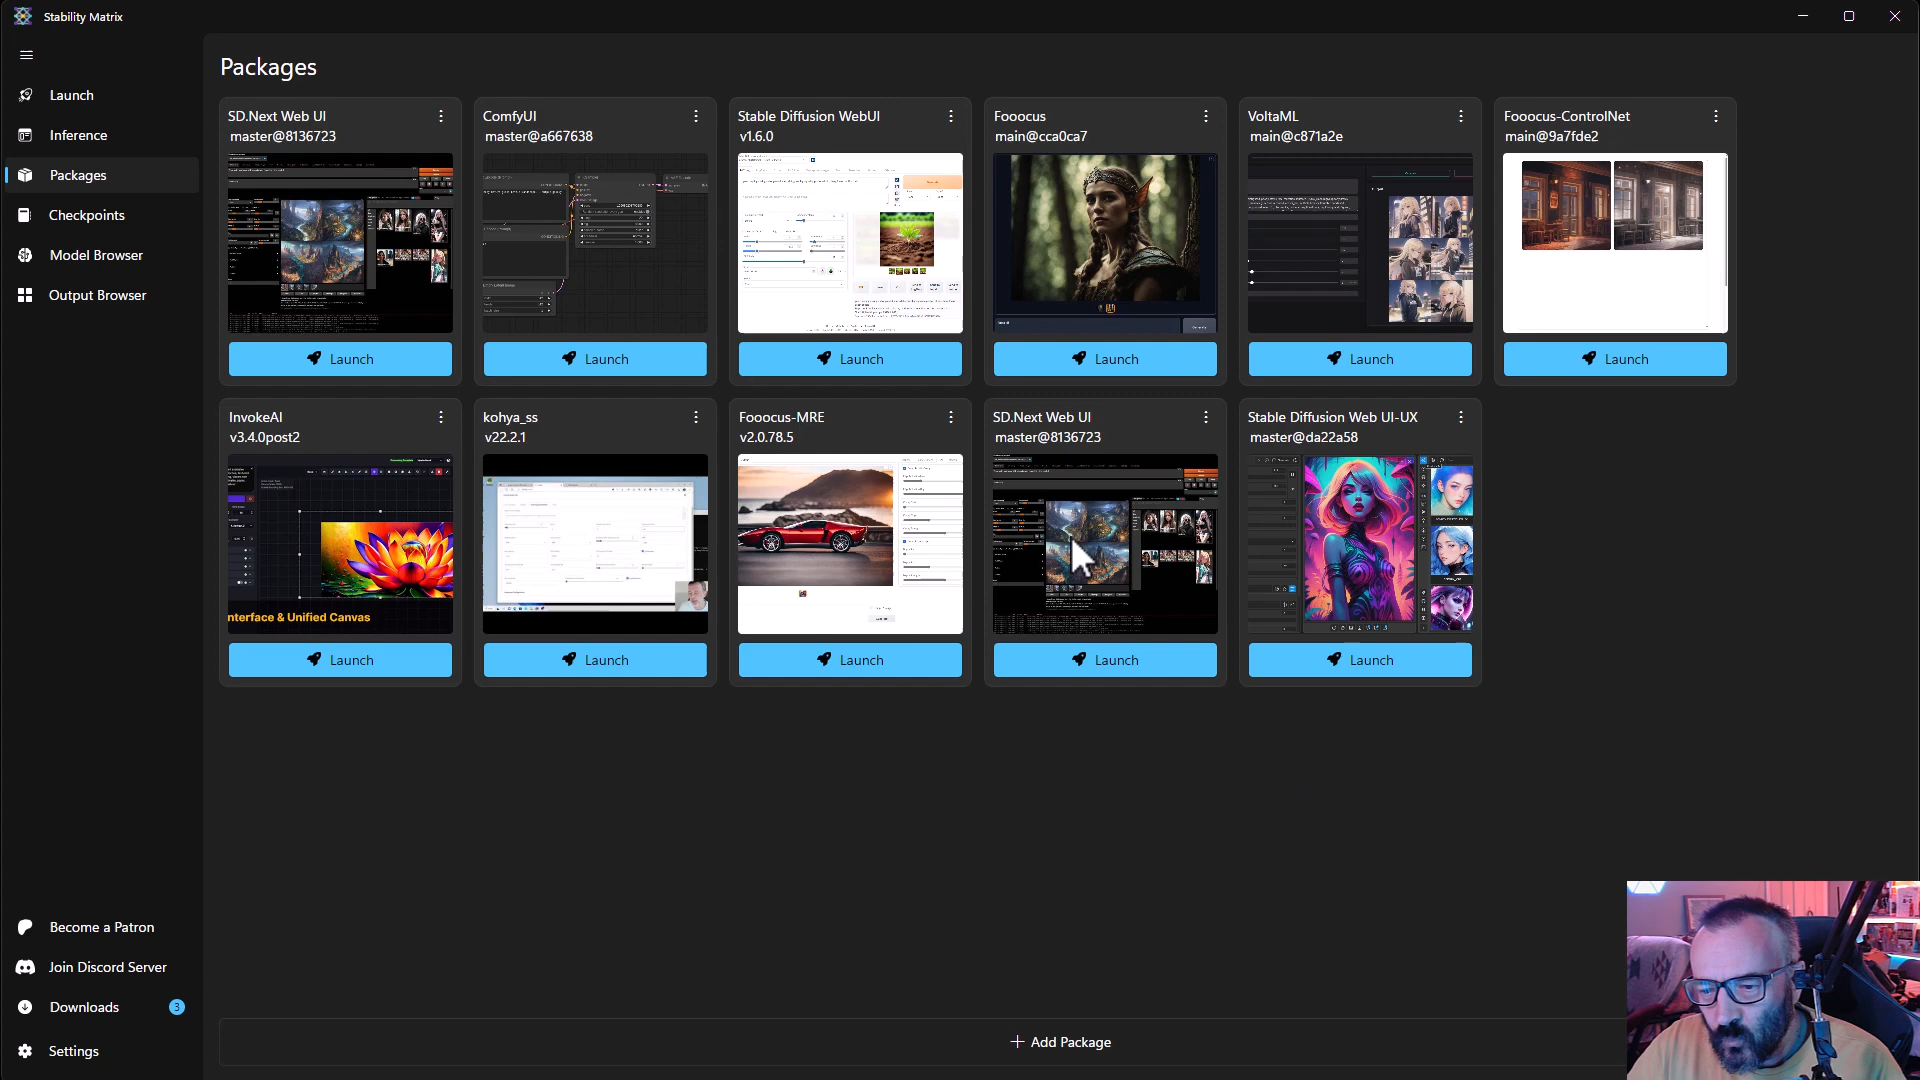 Stability Matrix
Launch
Inference
Packages
Checkpoints
Model Browser
Output Browser
Become a Patron
Join Discord Server
Downloads
3
Settings
Packages
SD.Next Web UI
master@8136723
Launch
ComfyUI
master@a667638
Launch
Stable Diffusion WebUI
v1.6.0
Launch
Fooocus
main@cca0ca7
Launch
VoltaML
main@c871a2e
Launch
Fooocus-ControlNet
main@9a7fde2
Launch
InvokeAI
v3.4.0post2
nterface & Unified Canvas
Launch
kohya_ss
v22.2.1
Launch
Fooocus-MRE
v2.0.78.5
Launch
SD.Next Web UI
master@8136723
Launch
Stable Diffusion Web UI-UX
master@da22a58
Launch
Add Package